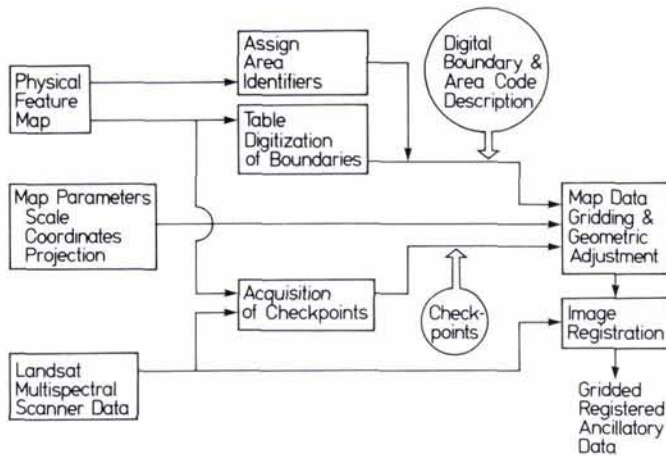 Physical
Feature
Map
Assign
Area
Identifiers
Table
Digitization
of Boundaries
Digital
Boundary &
Area Code
Description
Map Parameters
Scale
Coordinates
Projection
Map Data
Gridding &
Geometric
Adjustment
Acquisition
of Checkpoints
Check-
points
Image
Registration
Landsat
Multispectral
Scanner Data
Gridded
Registered
Ancillatory
Data